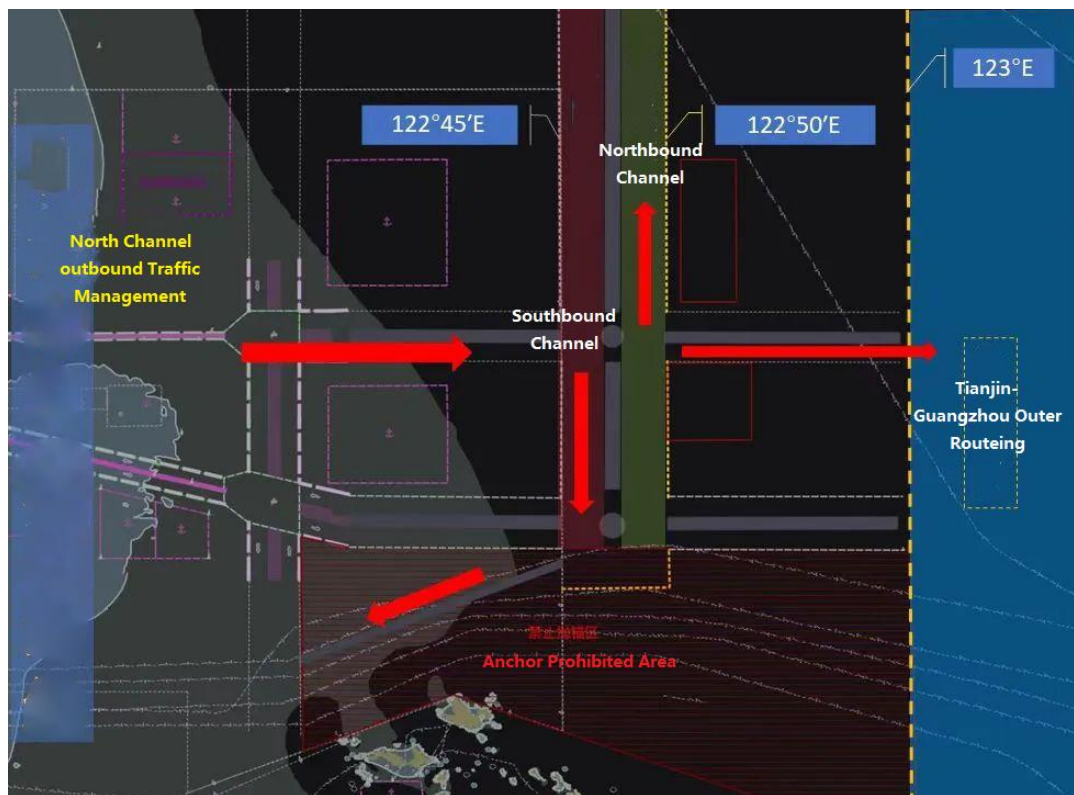 123°E
122°45′E
122°50′E
Northbound
Channel
North Channel
outbound Traffic
Management
Southbound
Channel
Tianjin-
Guangzhou Outer
Routeing
Anchor Prohibited Area